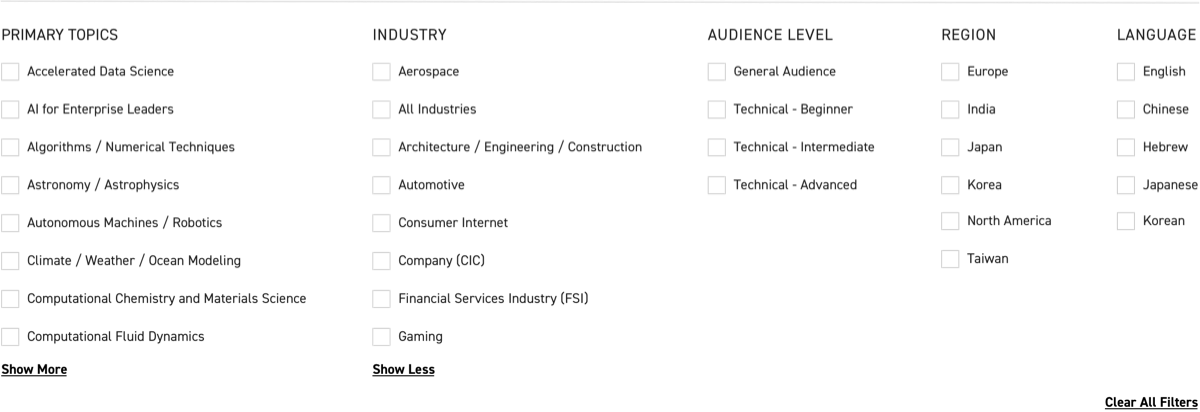 PRIMARY TOPICS
Accelerated Data Science
AI for Enterprise Leaders
Algorithms / Numerical Techniques
Astronomy / Astrophysics
Autonomous Machines / Robotics
Climate / Weather / Ocean Modeling
Computational Chemistry and Materials Science
Computational Fluid Dynamics
Show More
INDUSTRY
Aerospace
All Industries
Architecture / Engineering / Construction
Automotive
Consumer Internet
Company (CIC)
Financial Services Industry (FSI)
Gaming
Show Less
AUDIENCE LEVEL
General Audience
Technical - Beginner
Technical - Intermediate
Technical - Advanced
REGION
Europe
India
Japan
Korea
North America
Taiwan
LANGUAGE
English
Chinese
Hebrew
Japanese
Korean
Clear All Filters